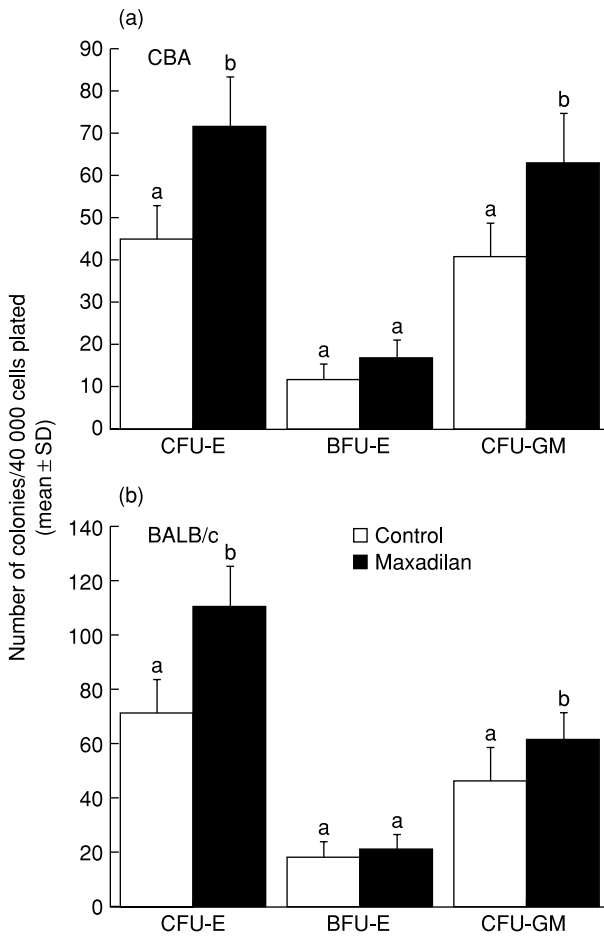 (a)
CBA
90
80
70
60
50
40
30
20
10
0
a
b
a
a
a
b
CFU-E BFU-E CFU-GM
Number of colonies/40 000 cells plated
(mean ± SD)
(b)
BALB/c
Control
Maxadilan
140
120
100
80
60
40
20
0
a
b
a
a
a
b
CFU-E BFU-E CFU-GM